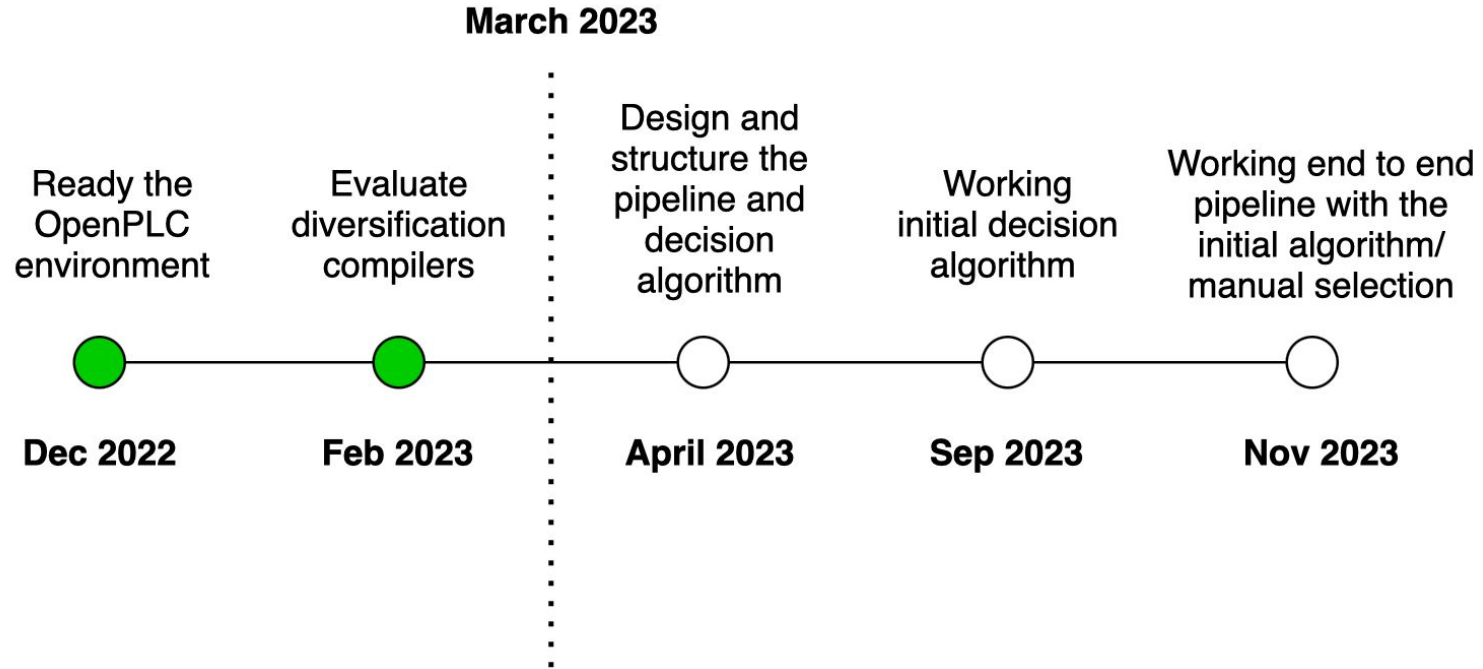 March 2023
Ready the
OpenPLC
environment
Evaluate
diversification
compilers
Design and
structure the
pipeline and
decision
algorithm
Working
initial decision
algorithm
Working end to end
pipeline with the
initial algorithm/
manual selection
Dec 2022
Feb 2023
April 2023
Sep 2023
Nov 2023